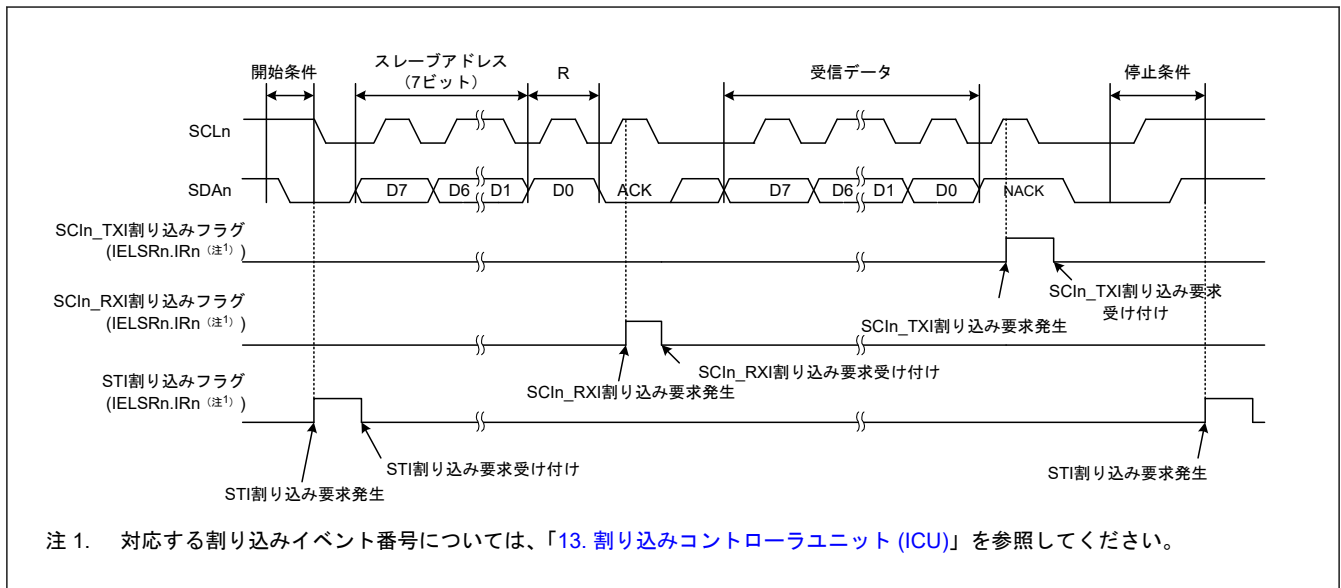 開始条件
スレーブアドレス
(7ビット)
R
受信データ
停止条件
SCLn
SDAn
D7
D6
D1
D0
ACK
D7
D6
D1
D0
NACK
SCIn_TXI割り込みフラグ
(IELSRn.IRn (注1) )
SCIn_TXI割り込み要求
受け付け
SCIn_TXI割り込み要求発生
SCIn_RXI割り込みフラグ
(IELSRn.IRn (注1) )
SCIn_RXI割り込み要求受け付け
SCIn_RXI割り込み要求発生
STI割り込みフラグ
(IELSRn.IRn (注1) )
STI割り込み要求受け付け
STI割り込み要求発生
STI割り込み要求発生
注 1. 対応する割り込みイベント番号については、「13. 割り込みコントローラユニット (ICU)」を参照してください。